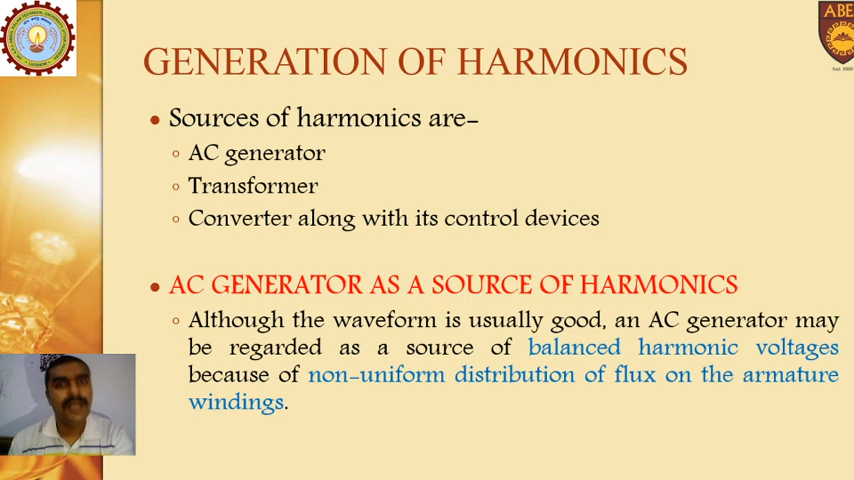 GENERATION OF HARMONICS
ABE
Estd. 2000
• Sources of harmonics are-
◦ AC generator
◦ Transformer
◦ Converter along with its control devices
• AC GENERATOR AS A SOURCE OF HARMONICS
◦ Although the waveform is usually good, an AC generator may
be regarded as a source of balanced harmonic voltages
because of non-uniform distribution of flux on the armature
windings.